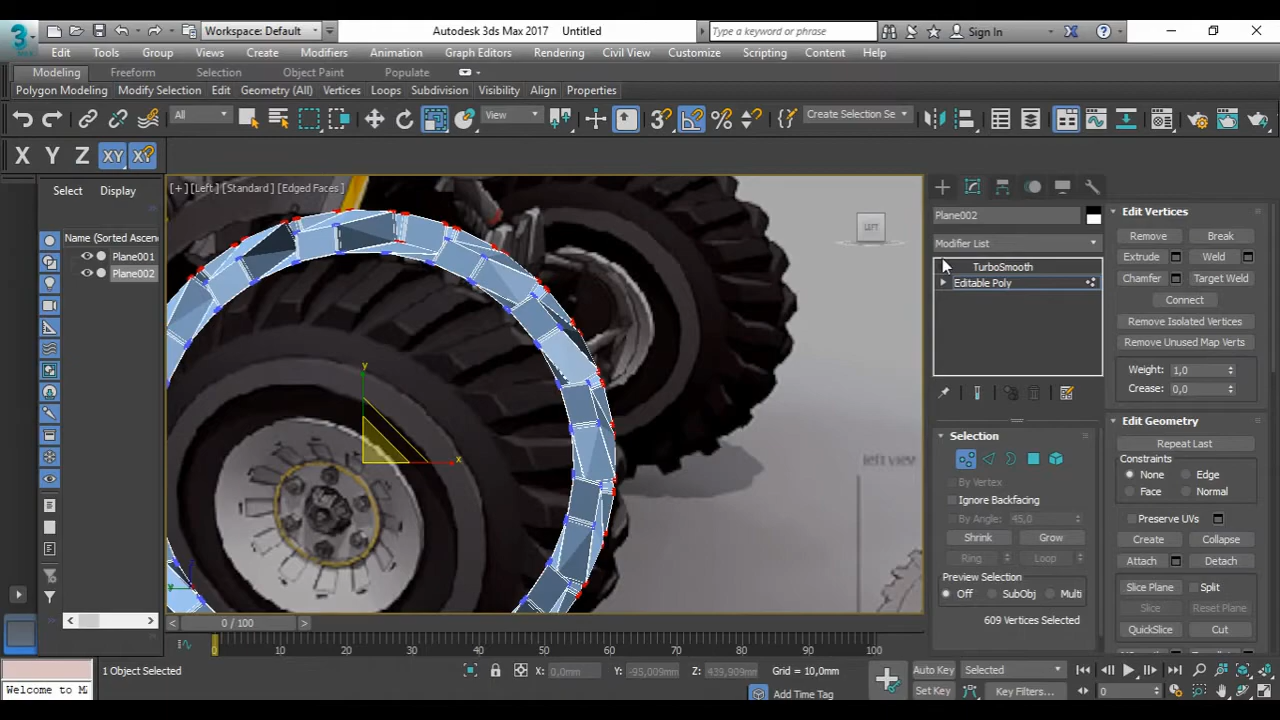 Workspace: Default
Autodesk 3ds Max 2017 Untitled
Type a keyword or phrase
Sign In
Edit Tools Group Views Create Modifiers Animation Graph Editors Rendering Civil View Customize Scripting Content Help
Modeling Freeform Selection Object Paint Populate
Polygon Modeling Modify Selection Edit Geometry (All) Vertices Loops Subdivision Visibility Align Properties
All View Create Selection Se
X Y Z XY XY
Select Display
Name (Sorted Ascen
Plane001
Plane002
[+] [Left] [Standard] [Edged Faces]
LEFT
y
x
left view
Plane002
Modifier List
TurboSmooth
Editable Poly
Selection
By Vertex
Ignore Backfacing
By Angle: 45,0
Shrink Grow
Ring Loop
Preview Selection
Off SubObj Multi
609 Vertices Selected
Edit Vertices
Remove Break
Extrude Weld
Chamfer Target Weld
Connect
Remove Isolated Vertices
Remove Unused Map Verts
Weight: 1,0
Crease: 0,0
Edit Geometry
Repeat Last
Constraints
None Edge
Face Normal
Preserve UVs
Create Collapse
Attach Detach
Slice Plane Split
Slice Reset Plane
QuickSlice Cut
< 0 / 100 >
0 10 20 30 40 50 60 70 80 90 100
1 Object Selected X: 0,0mm Y: -95,009mm Z: 439,909mm Grid = 10,0mm
Auto Key Selected
Welcome to M
Add Time Tag
Set Key Key Filters... 0